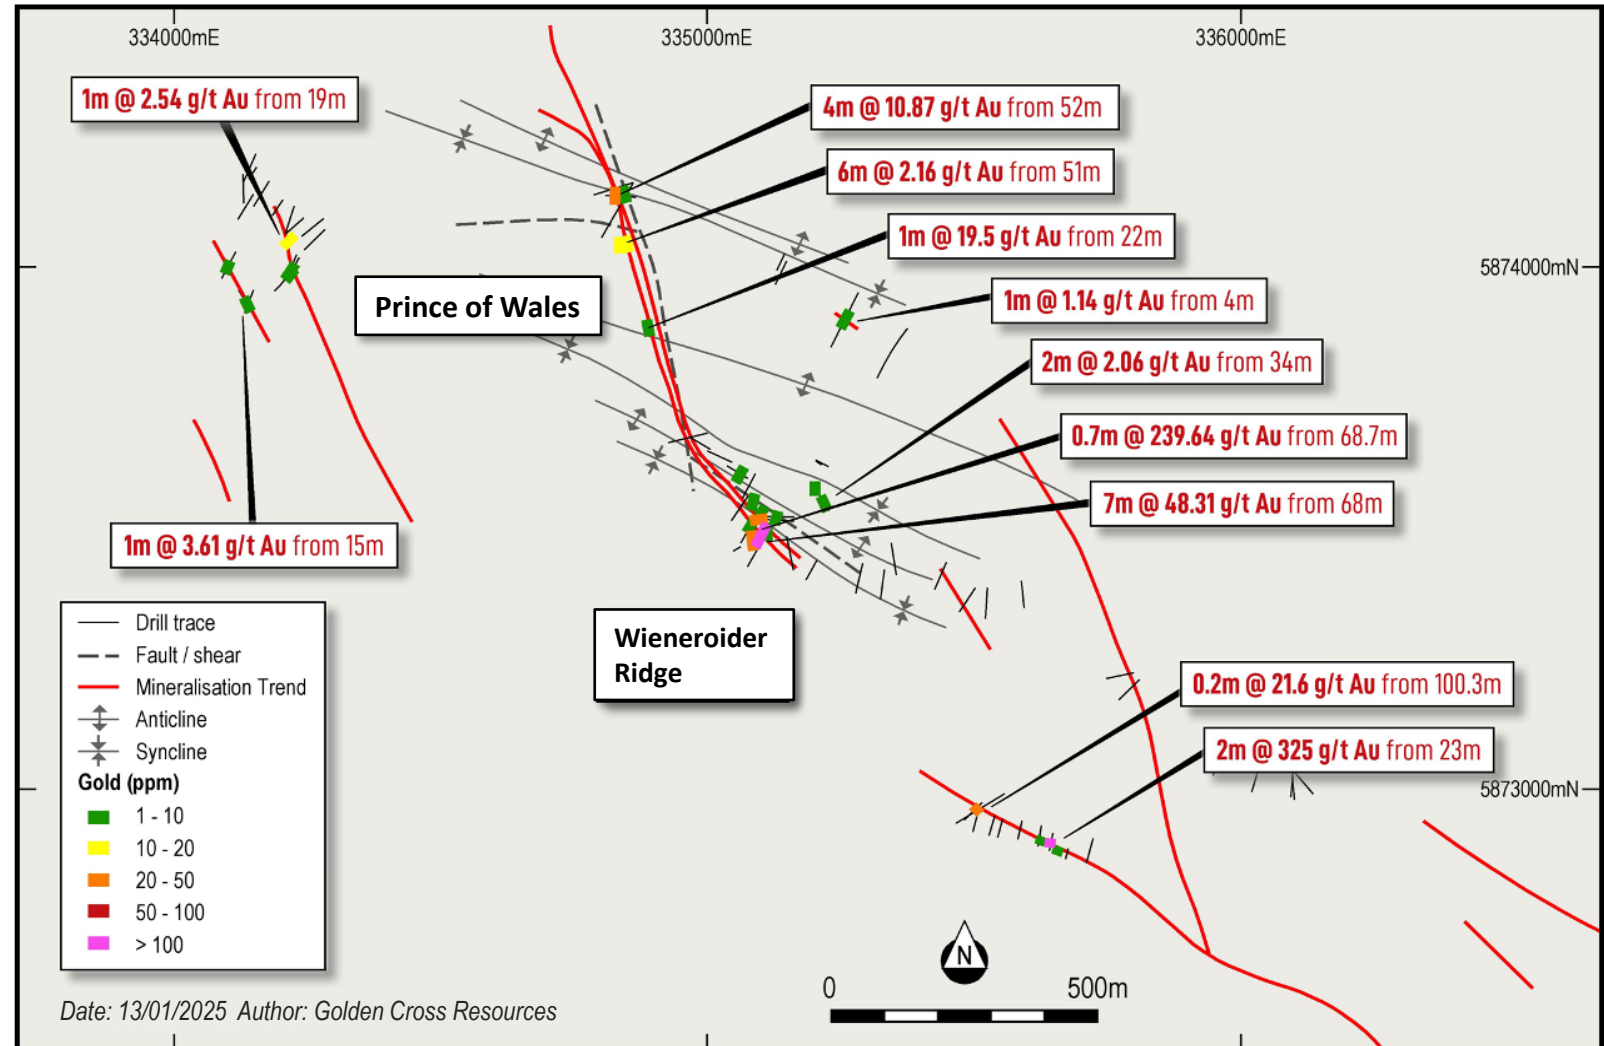 334000mE
335000mE
336000mE
1m @ 2.54 g/t Au from 19m
4m @ 10.87 g/t Au from 52m
6m @ 2.16 g/t Au from 51m
1m @ 19.5 g/t Au from 22m
5874000mN
Prince of Wales
1m @ 1.14 g/t Au from 4m
2m @ 2.06 g/t Au from 34m
0.7m @ 239.64 g/t Au from 68.7m
7m @ 48.31 g/t Au from 68m
1m @ 3.61 g/t Au from 15m
Wieneroider
Ridge
0.2m @ 21.6 g/t Au from 100.3m
2m @ 325 g/t Au from 23m
5873000mN
Drill trace
Fault / shear
Mineralisation Trend
Anticline
Syncline
Gold (ppm)
1 - 10
10 - 20
20 - 50
50 - 100
> 100
N
0 500m
Date: 13/01/2025 Author: Golden Cross Resources